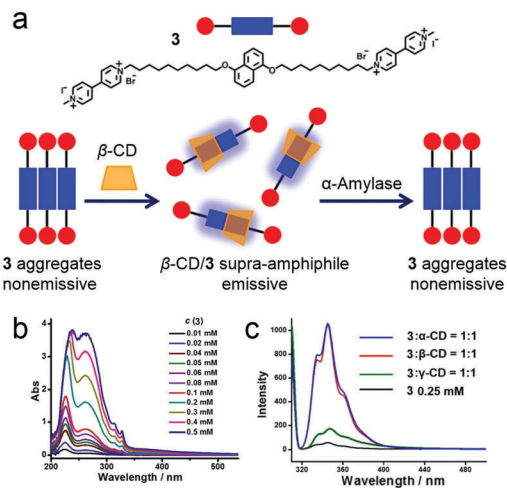 a
3
I⁻
N⁺
N⁺
Br⁻
O
O
Br⁻
N⁺
N⁺
I⁻
β-CD
α-Amylase
3 aggregates
nonemissive
β-CD/3 supra-amphiphile
emissive
3 aggregates
nonemissive
b
Abs
4
3
2
1
0
200 250 300 350 400 450 500
Wavelength / nm
c (3)
0.01 mM
0.02 mM
0.04 mM
0.05 mM
0.06 mM
0.08 mM
0.1 mM
0.2 mM
0.3 mM
0.4 mM
0.5 mM
c
Intensity
1000
800
600
400
200
0
320 360 400 440 480
Wavelength / nm
3:α-CD = 1:1
3:β-CD = 1:1
3:γ-CD = 1:1
3 0.25 mM